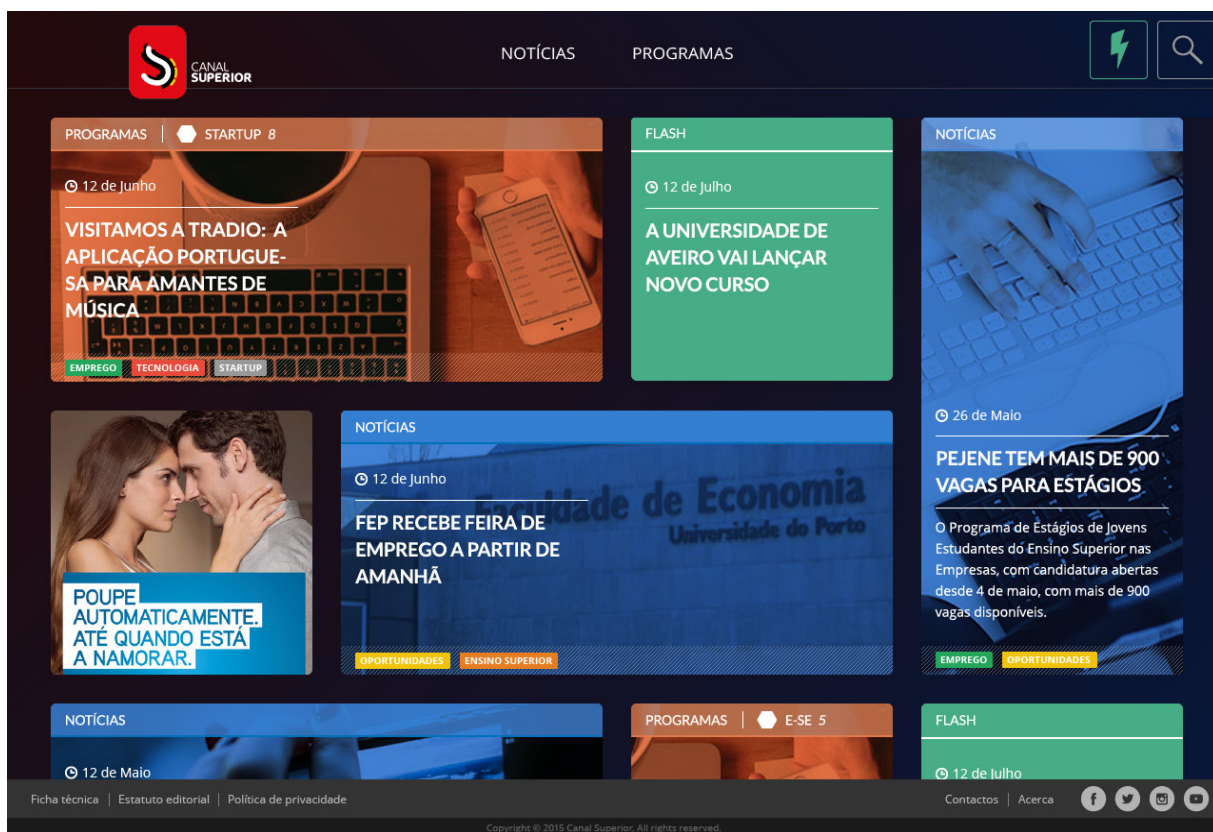 CANAL
SUPERIOR
NOTÍCIAS
PROGRAMAS
PROGRAMAS | STARTUP 8
12 de Junho
VISITAMOS A TRADIO: A
APLICAÇÃO PORTUGUE-
SA PARA AMANTES DE
MÚSICA
EMPREGO TECNOLOGIA STARTUP
FLASH
12 de Julho
A UNIVERSIDADE DE
AVEIRO VAI LANÇAR
NOVO CURSO
NOTÍCIAS
26 de Maio
PEJENE TEM MAIS DE 900
VAGAS PARA ESTÁGIOS
O Programa de Estágios de Jovens
Estudantes do Ensino Superior nas
Empresas, com candidatura abertas
desde 4 de maio, com mais de 900
vagas disponíveis.
EMPREGO OPORTUNIDADES
POUPE
AUTOMATICAMENTE.
ATÉ QUANDO ESTÁ
A NAMORAR.
NOTÍCIAS
12 de Junho
Faculdade de Economia
Universidade do Porto
FEP RECEBE FEIRA DE
EMPREGO A PARTIR DE
AMANHÃ
OPORTUNIDADES ENSINO SUPERIOR
NOTÍCIAS
12 de Maio
PROGRAMAS | E-SE 5
FLASH
12 de Julho
Ficha técnica | Estatuto editorial | Política de privacidade
Contactos | Acerca
Copyright © 2015 Canal Superior. All rights reserved.